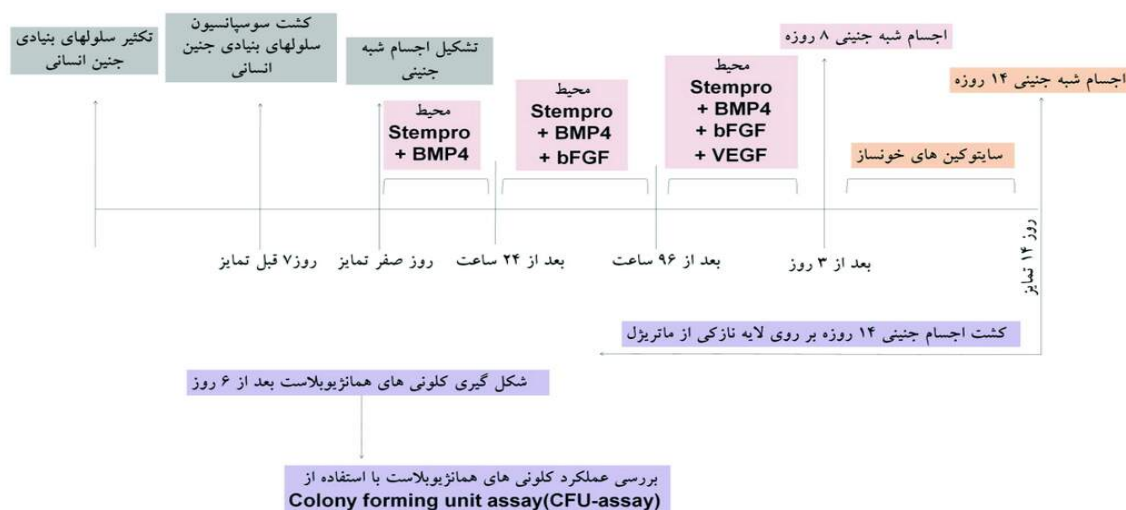 تکثیر سلولهای بنیادی
جنین انسانی
کشت سوسپانسیون
سلولهای بنیادی جنین
انسانی
تشکیل اجسام شبه
جنینی
محیط
Stempro
+ BMP4
محیط
Stempro
+ BMP4
+ bFGF
محیط
Stempro
+ BMP4
+ bFGF
+ VEGF
اجسام شبه جنینی ۸ روزه
اجسام شبه جنینی ۱۴ روزه
سایتوکین های خونساز
روز۷ قبل تمایز
روز صفر تمایز
بعد از ۲۴ ساعت
بعد از ۹۶ ساعت
بعد از ۳ روز
روز ۱۴ تمایز
کشت اجسام جنینی ۱۴ روزه بر روی لایه نازکی از ماتریژل
شکل گیری کلونی های همانژیوبلاست بعد از ۶ روز
بررسی عملکرد کلونی های همانژیوبلاست با استفاده از
Colony forming unit assay(CFU-assay)